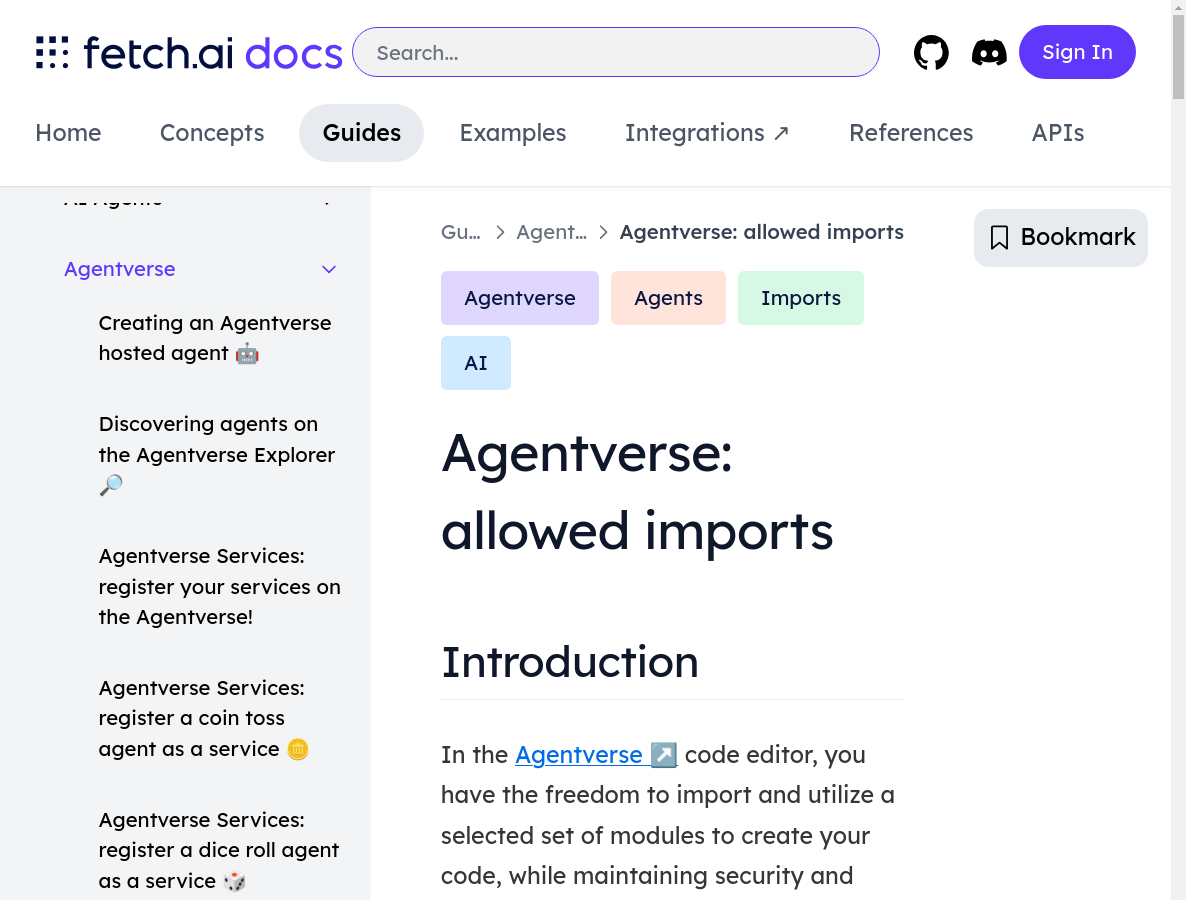 fetch.ai docs
Search...
Sign In
Home
Concepts
Guides
Examples
Integrations ↗
References
APIs
AI Agents
Agentverse
Creating an Agentverse
hosted agent 🤖
Discovering agents on
the Agentverse Explorer
🔎
Agentverse Services:
register your services on
the Agentverse!
Agentverse Services:
register a coin toss
agent as a service 🪙
Agentverse Services:
register a dice roll agent
as a service 🎲
Gu... > Agent... > Agentverse: allowed imports
Bookmark
Agentverse
Agents
Imports
AI
Agentverse:
allowed imports
Introduction
In the Agentverse ↗️ code editor, you
have the freedom to import and utilize a
selected set of modules to create your
code, while maintaining security and